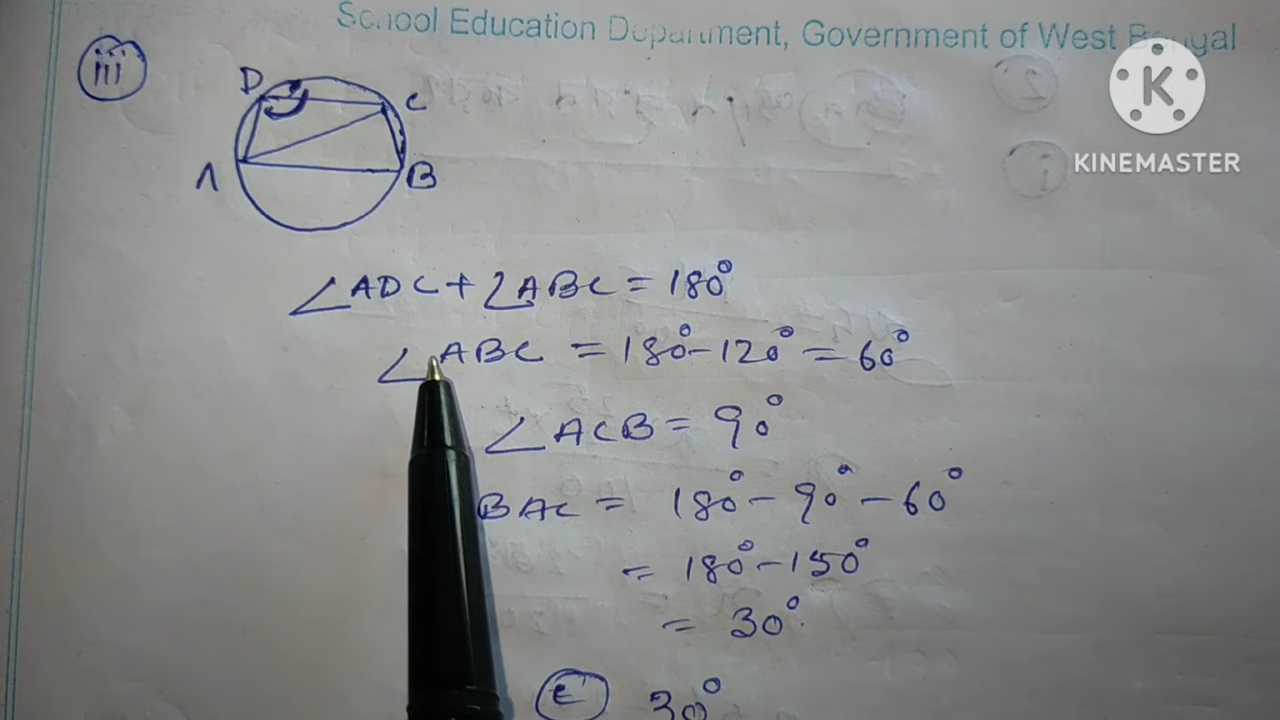 School Education Department, Government of West Bengal
iii
K
KINEMASTER
D
C
A
B
∠ADC + ∠ABC = 180°
∠ABC = 180° - 120° = 60°
∠ACB = 90°
BAC = 180° - 90° - 60°
= 180° - 150°
= 30°
30°